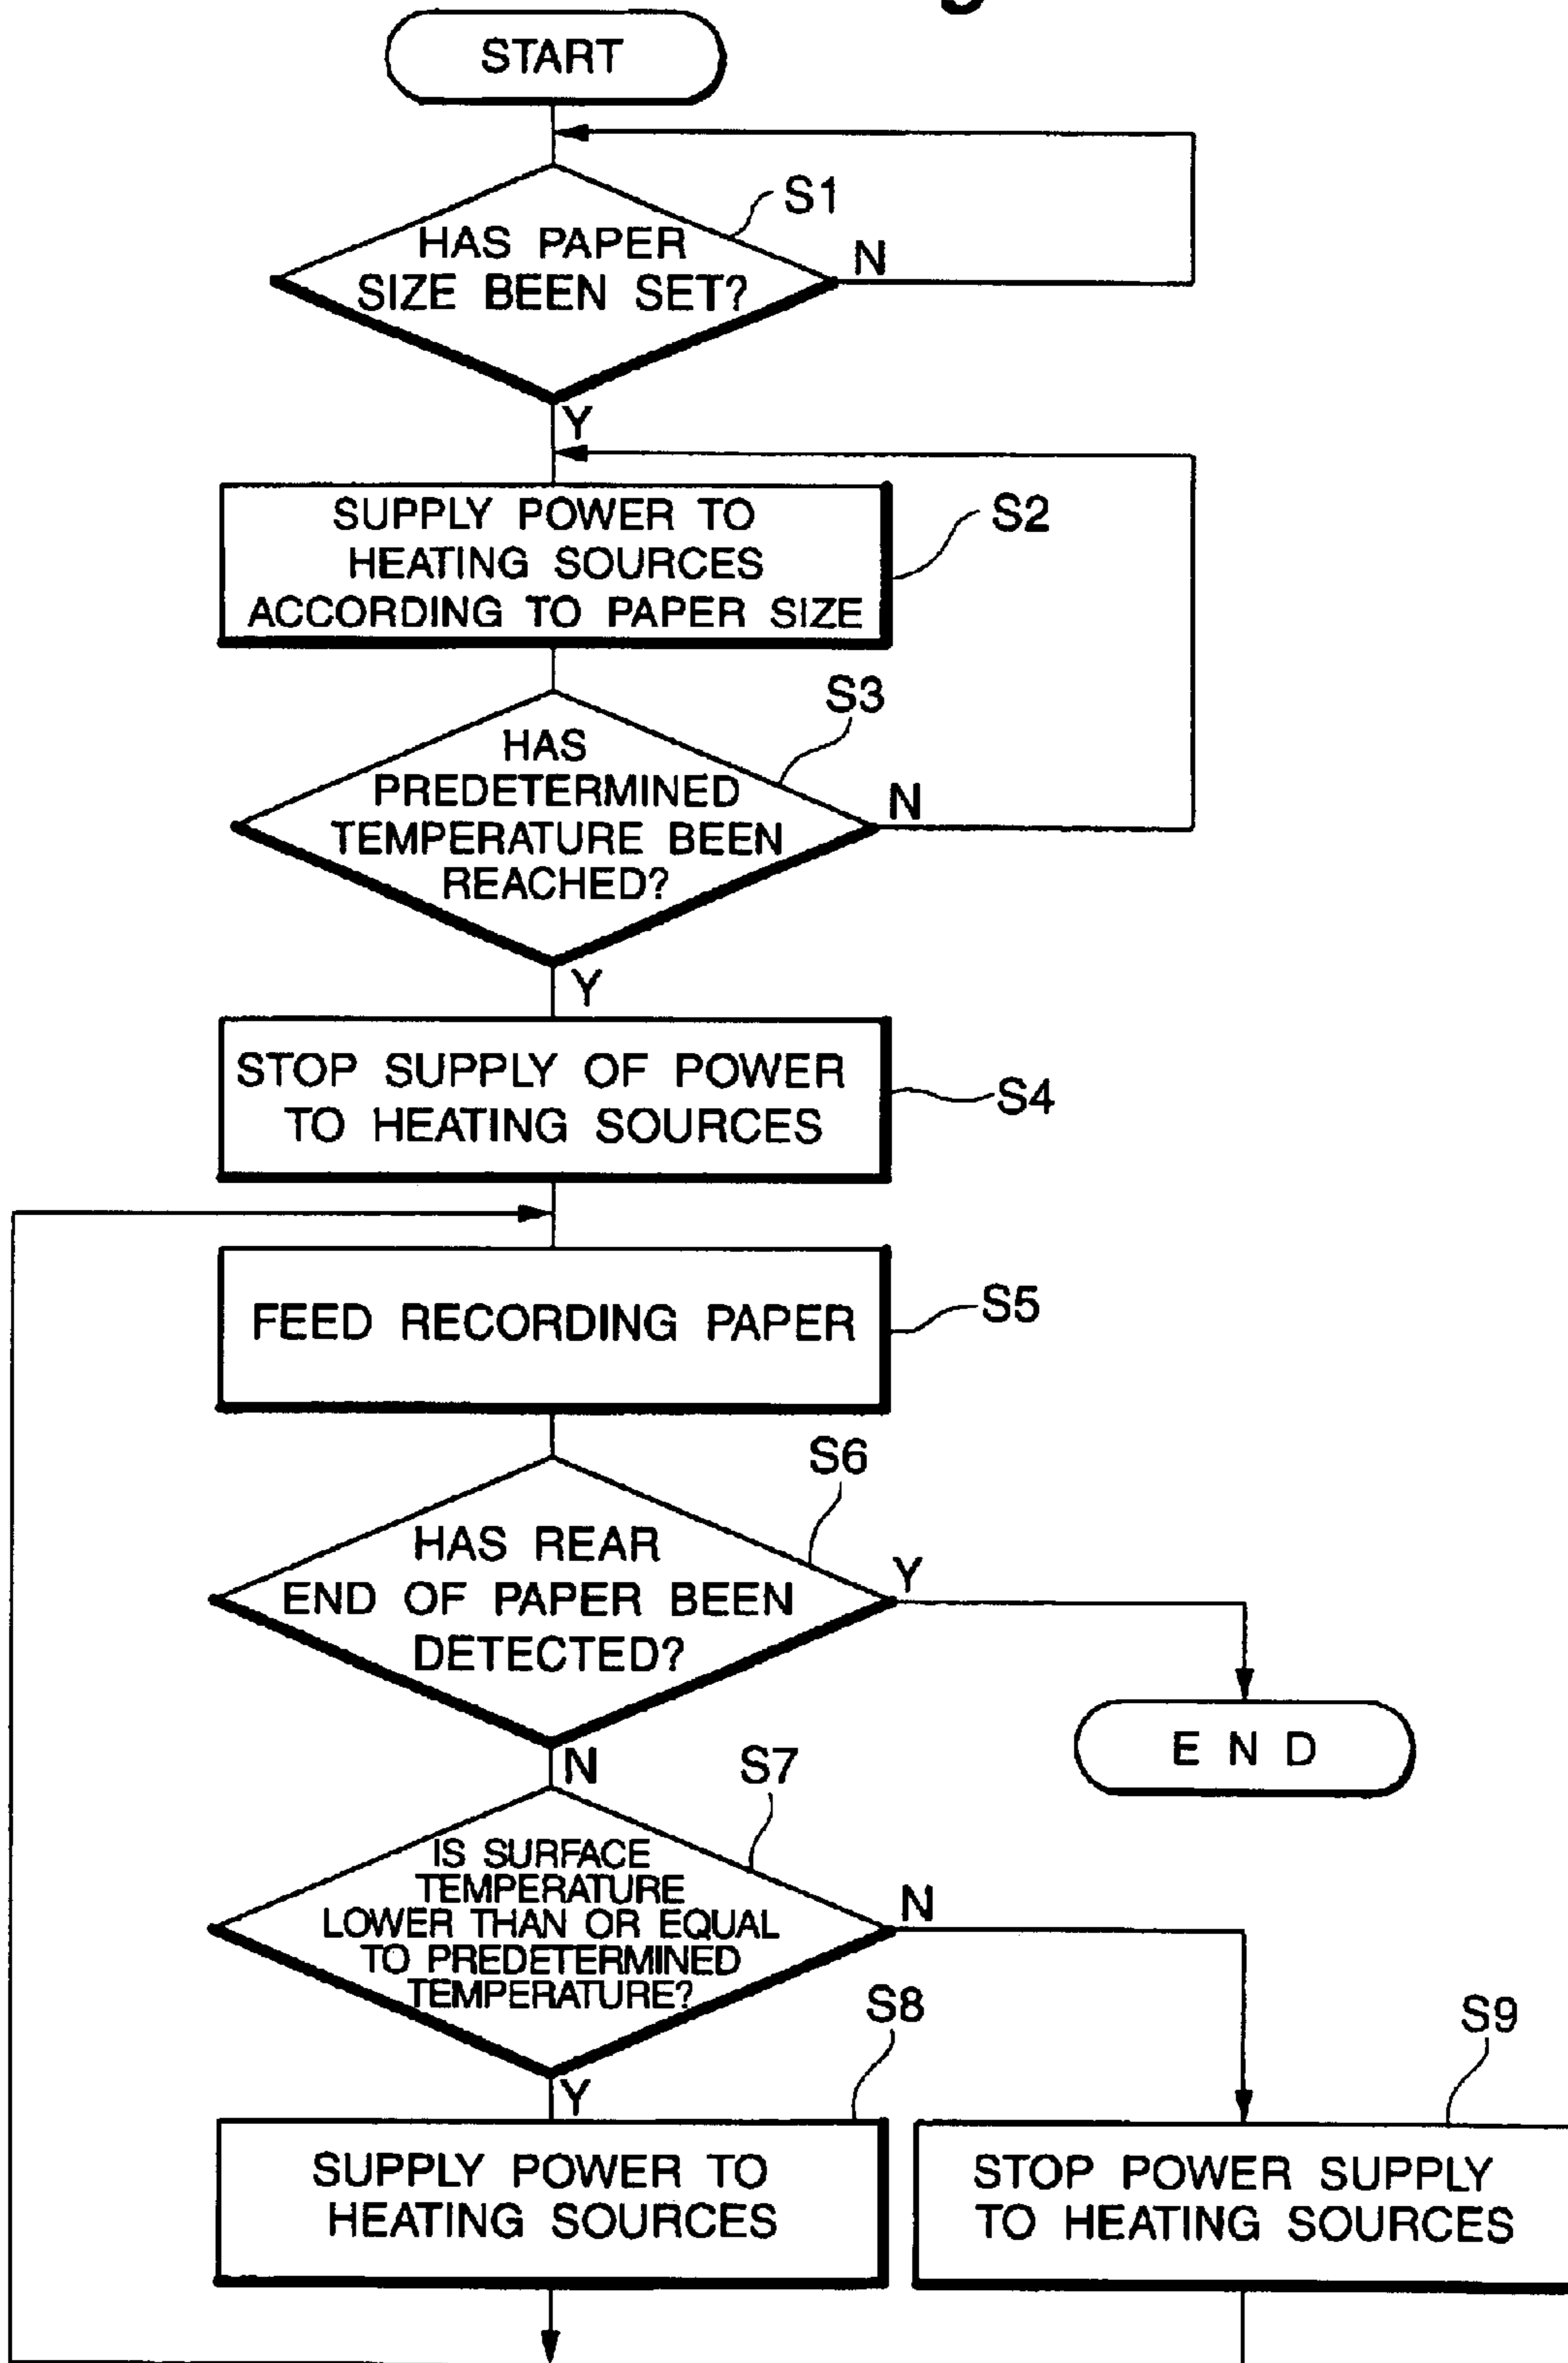 START
S1
HAS PAPER
SIZE BEEN SET?
N
Y
SUPPLY POWER TO
HEATING SOURCES
ACCORDING TO PAPER SIZE
S2
S3
HAS
PREDETERMINED
TEMPERATURE BEEN
REACHED?
N
Y
STOP SUPPLY OF POWER
TO HEATING SOURCES
S4
FEED RECORDING PAPER
S5
S6
HAS REAR
END OF PAPER BEEN
DETECTED?
Y
E N D
N
S7
IS SURFACE
TEMPERATURE
LOWER THAN OR EQUAL
TO PREDETERMINED
TEMPERATURE?
N
Y
S8
S9
SUPPLY POWER TO
HEATING SOURCES
STOP POWER SUPPLY
TO HEATING SOURCES